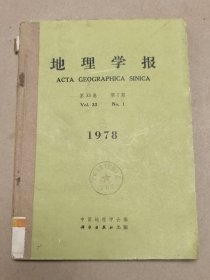 地理学报
ACTA GEOGRAPHICA SINICA
第33卷 第1期
Vol. 33 No. 1
1978
中国地理学会编
科学出版社出版